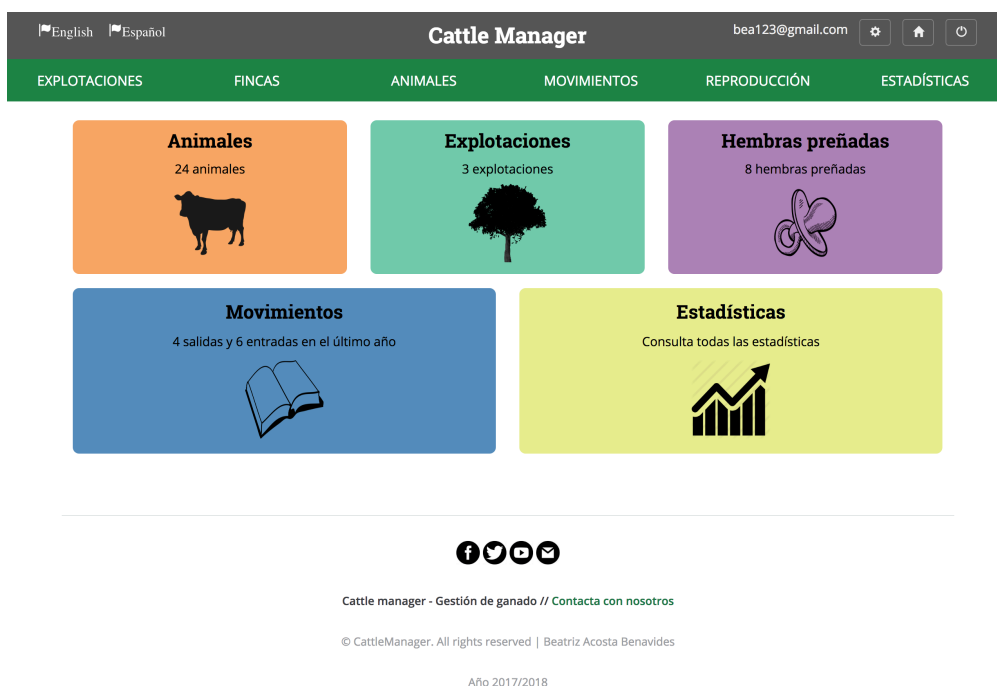 English Español Cattle Manager bea123@gmail.com
EXPLOTACIONES FINCAS ANIMALES MOVIMIENTOS REPRODUCCIÓN ESTADÍSTICAS
Animales
24 animales
Explotaciones
3 explotaciones
Hembras preñadas
8 hembras preñadas
Movimientos
4 salidas y 6 entradas en el último año
Estadísticas
Consulta todas las estadísticas
Cattle manager - Gestión de ganado // Contacta con nosotros
© CattleManager. All rights reserved | Beatriz Acosta Benavides
Año 2017/2018